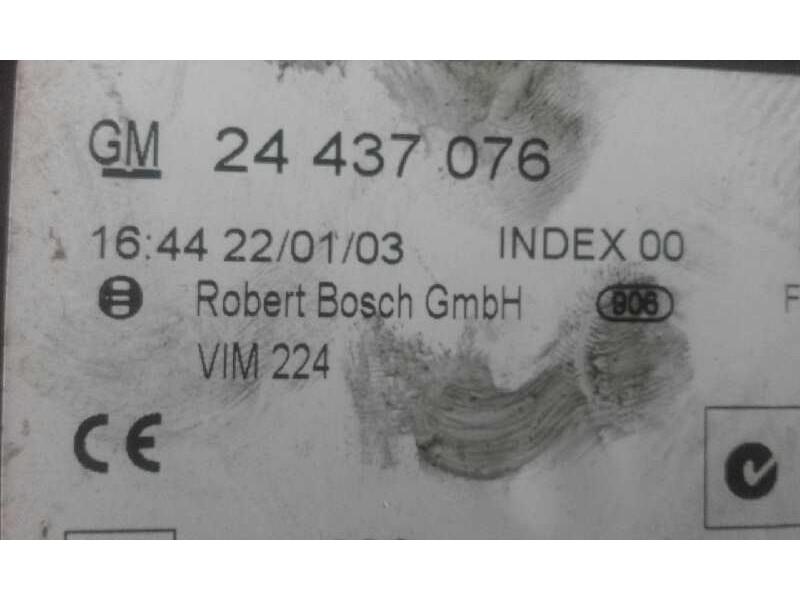 GM 24 437 076
16:44 22/01/03 INDEX 00
Robert Bosch GmbH 906 F
VIM 224
CE